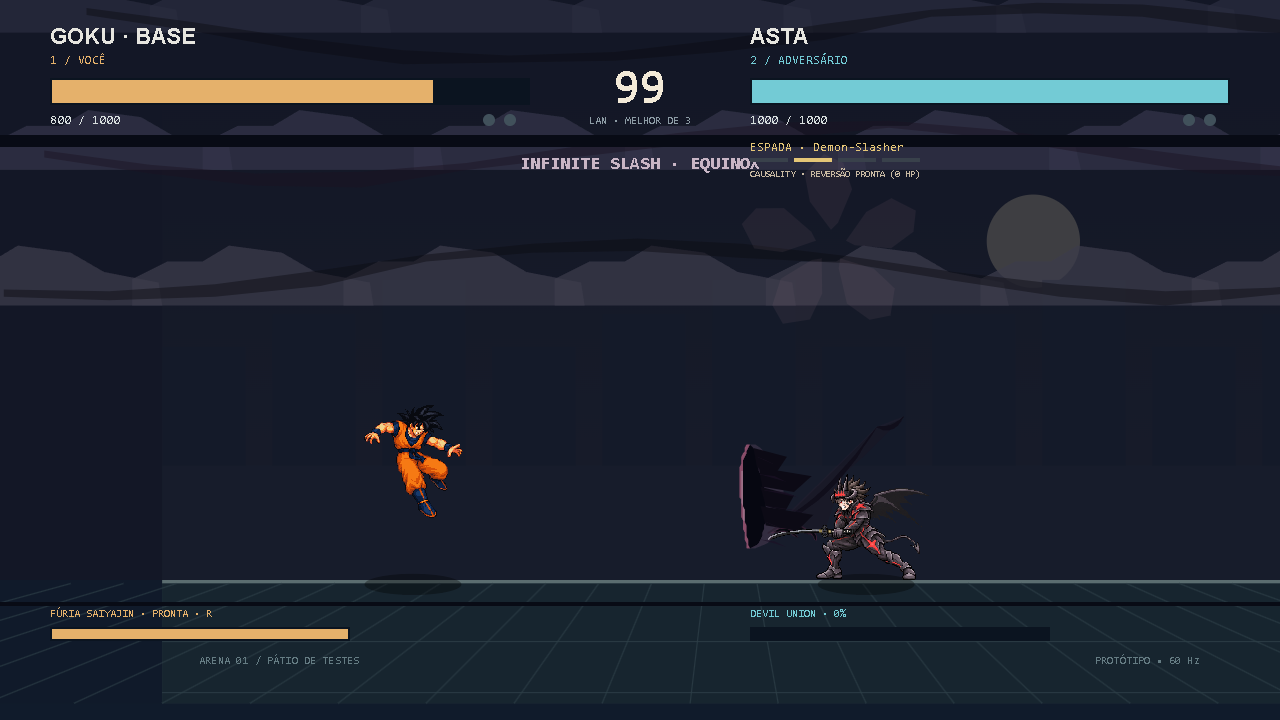 GOKU · BASE
1 / VOCÊ
800 / 1000
99
LAN · MELHOR DE 3
ASTA
2 / ADVERSÁRIO
1000 / 1000
ESPADA · Demon-Slasher
INFINITE SLASH · EQUINOX
CAUSALITY · REVERSÃO PRONTA (0 HP)
FÚRIA SAIYAJIN · PRONTA · R
DEVIL UNION · 0%
ARENA 01 / PÁTIO DE TESTES
PROTÓTIPO · 60 Hz